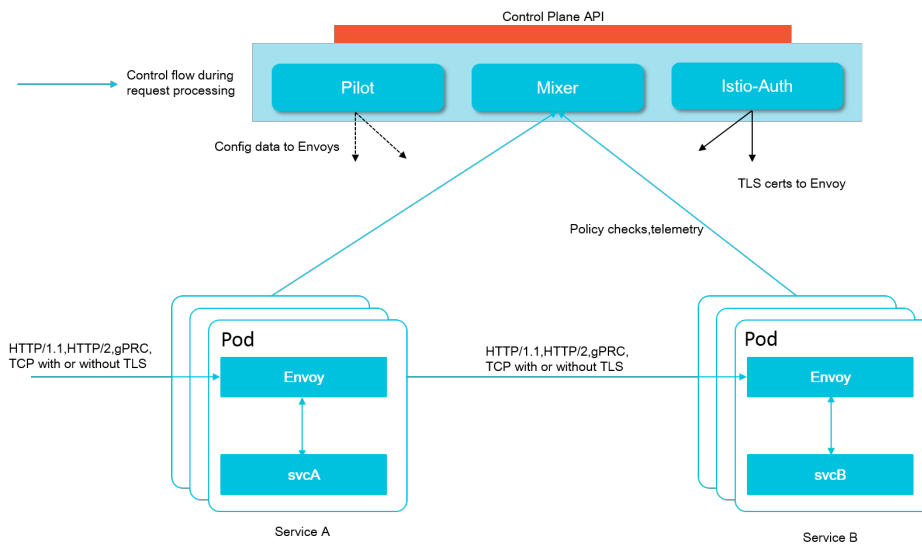 Control Plane API
Control flow during
request processing
Pilot
Mixer
Istio-Auth
Config data to Envoys
TLS certs to Envoy
Policy checks,telemetry
HTTP/1.1,HTTP/2,gPRC,
TCP with or without TLS
Pod
Envoy
svcA
Service A
HTTP/1.1,HTTP/2,gPRC,
TCP with or without TLS
Pod
Envoy
svcB
Service B